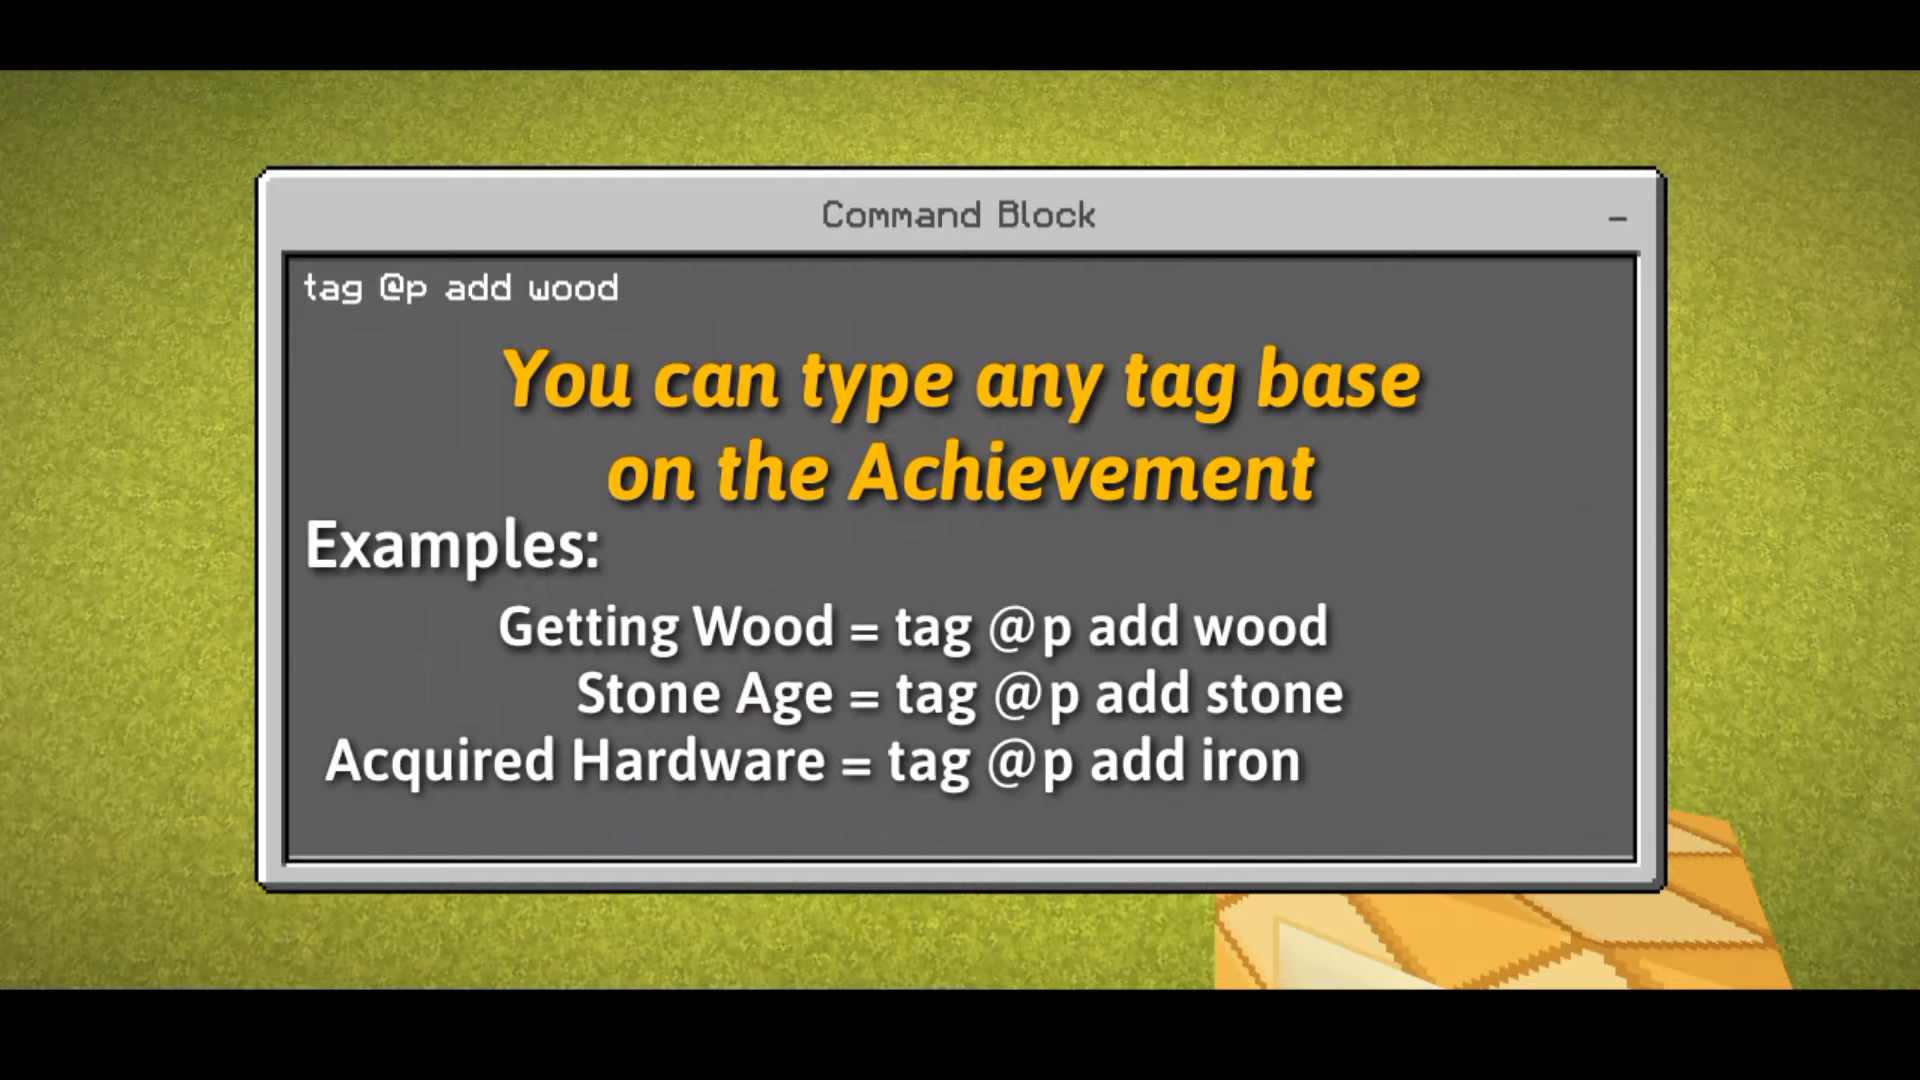 Command Block
tag @p add wood
You can type any tag base
on the Achievement
Examples:
Getting Wood = tag @p add wood
Stone Age = tag @p add stone
Acquired Hardware = tag @p add iron